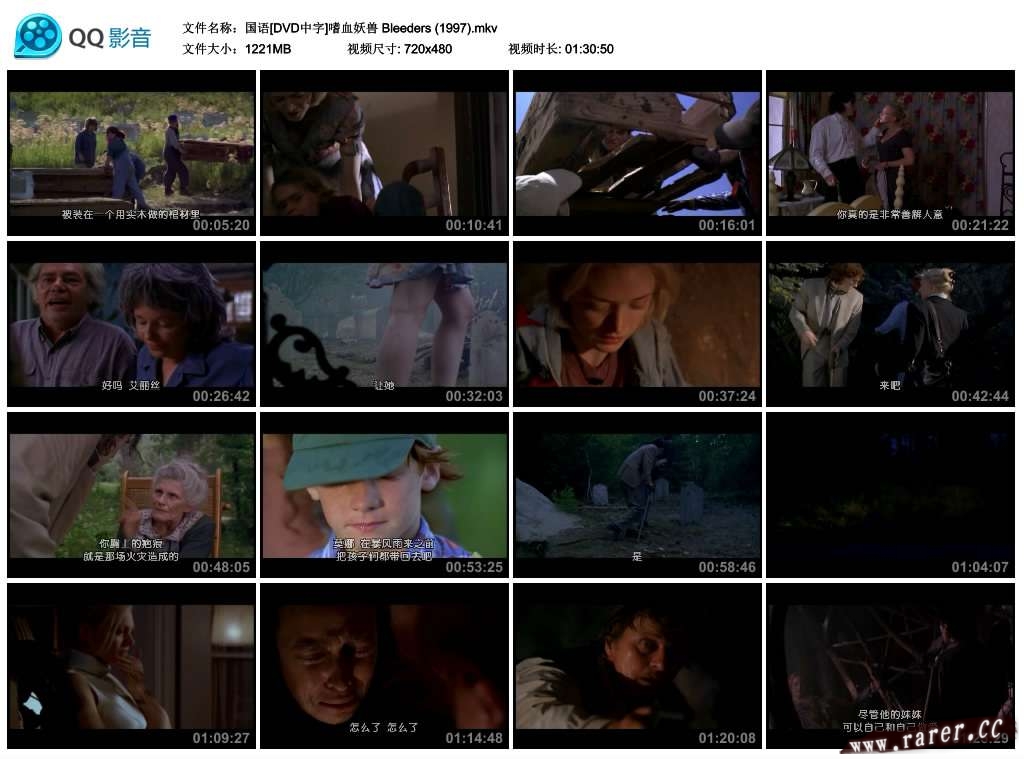 QQ影音
文件名称: 国语[DVD中字]嗜血妖兽 Bleeders (1997).mkv
文件大小: 1221MB 视频尺寸: 720x480 视频时长: 01:30:50
被装在一个用实木做的棺材里
00:05:20
00:10:41
00:16:01
你真的是非常善解人意
00:21:22
好吗 艾丽丝
00:26:42
让她
00:32:03
00:37:24
来吧
00:42:44
你胸上的疤痕
就是那场火灾造成的
00:48:05
莫娜 在暴风雨来之前
把孩子们都带回去吧
00:53:25
是
00:58:46
01:04:07
01:09:27
怎么了 怎么了
01:14:48
01:20:08
尽管他的妹妹
可以自己和自己
www.rarer.cc